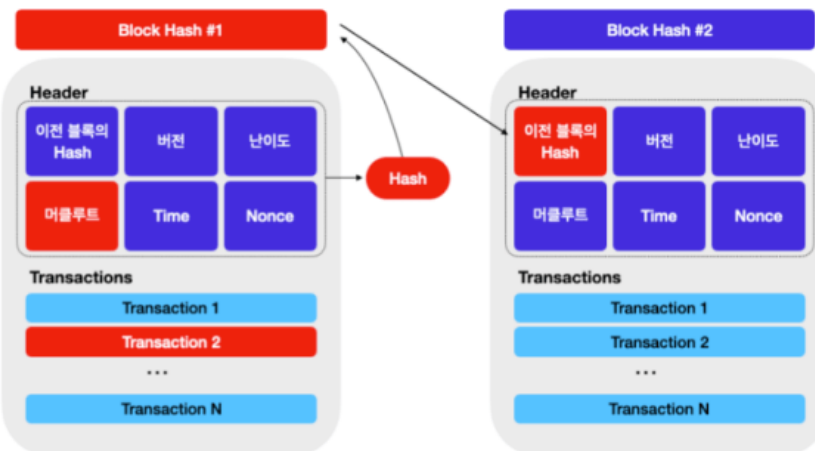 Block Hash #1
Header
이전 블록의
Hash
버전
난이도
머클루트
Time
Nonce
Hash
Transactions
Transaction 1
Transaction 2
...
Transaction N
Block Hash #2
Header
이전 블록의
Hash
버전
난이도
머클루트
Time
Nonce
Transactions
Transaction 1
Transaction 2
...
Transaction N